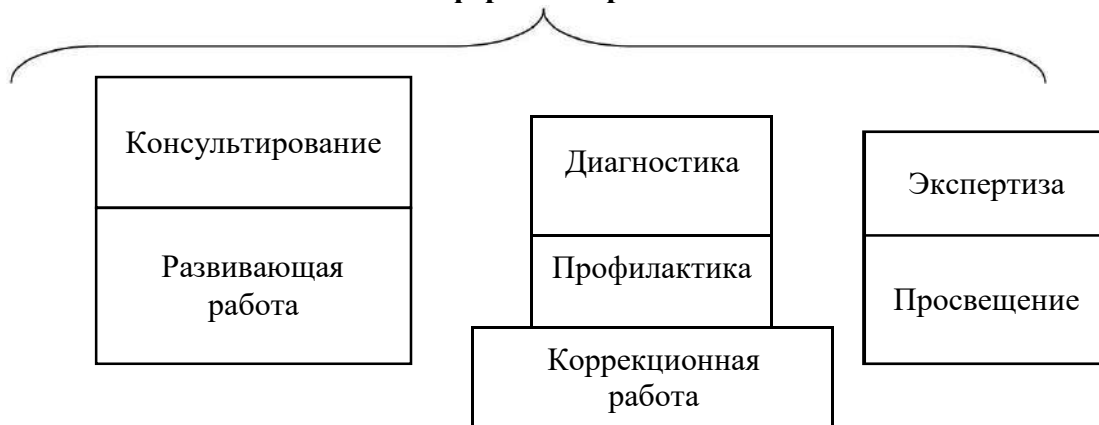 Консультирование
Развивающая
работа
Диагностика
Профилактика
Коррекционная
работа
Экспертиза
Просвещение